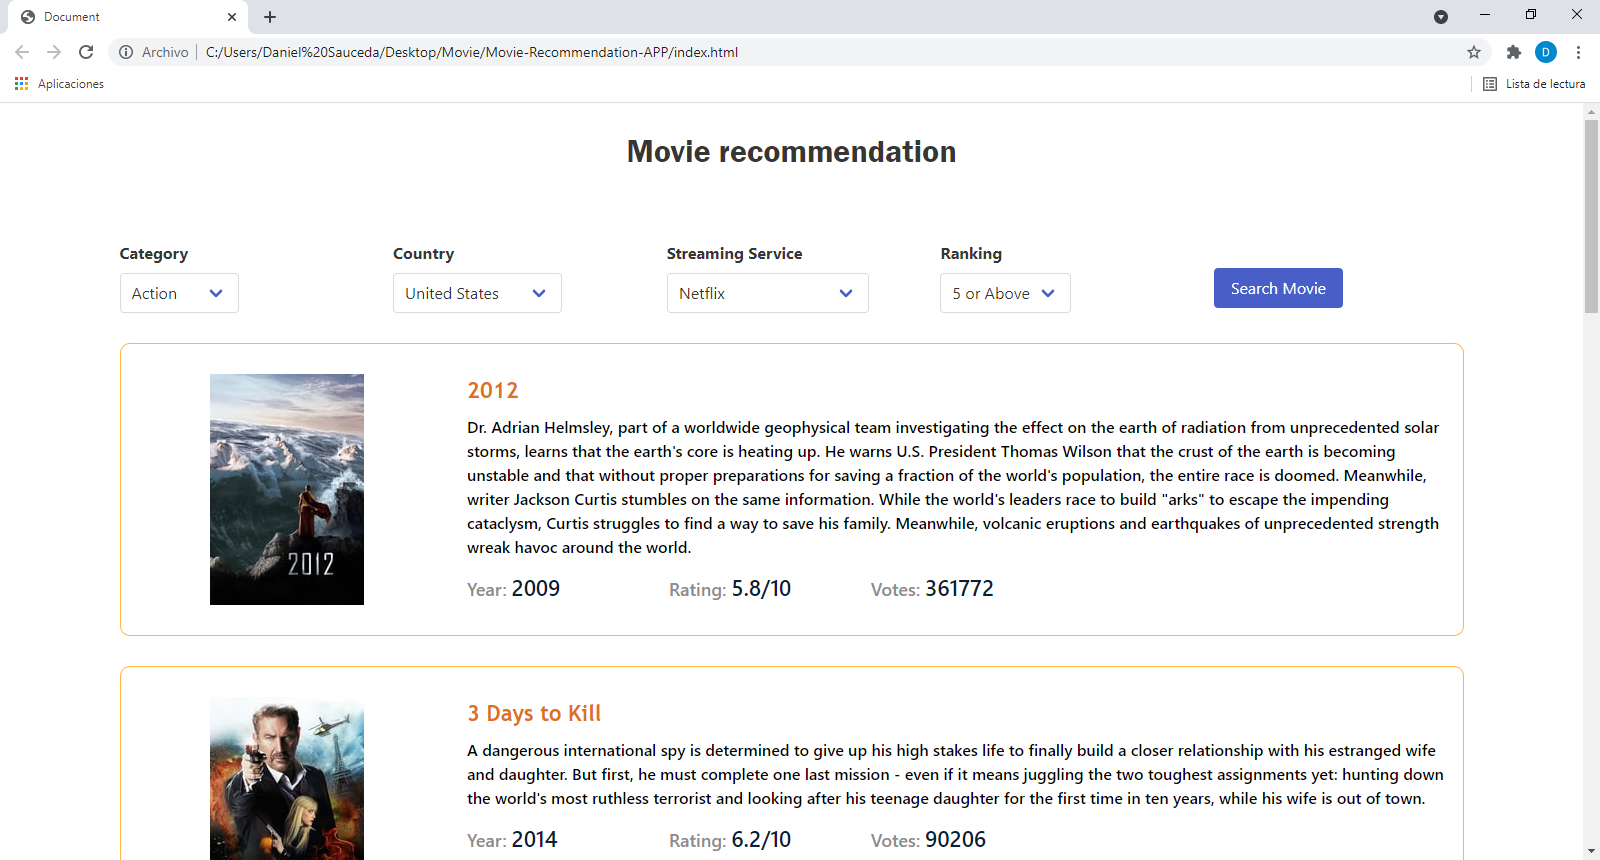 Document
Archivo
C:/Users/Daniel%20Sauceda/Desktop/Movie/Movie-Recommendation-APP/index.html
D
Aplicaciones
Lista de lectura
Movie recommendation
Category
Country
Streaming Service
Ranking
Action
United States
Netflix
5 or Above
Search Movie
2012
2012
Dr. Adrian Helmsley, part of a worldwide geophysical team investigating the effect on the earth of radiation from unprecedented solar
storms, learns that the earth's core is heating up. He warns U.S. President Thomas Wilson that the crust of the earth is becoming
unstable and that without proper preparations for saving a fraction of the world's population, the entire race is doomed. Meanwhile,
writer Jackson Curtis stumbles on the same information. While the world's leaders race to build "arks" to escape the impending
cataclysm, Curtis struggles to find a way to save his family. Meanwhile, volcanic eruptions and earthquakes of unprecedented strength
wreak havoc around the world.
Year: 2009 Rating: 5.8/10 Votes: 361772
3 Days to Kill
A dangerous international spy is determined to give up his high stakes life to finally build a closer relationship with his estranged wife
and daughter. But first, he must complete one last mission - even if it means juggling the two toughest assignments yet: hunting down
the world's most ruthless terrorist and looking after his teenage daughter for the first time in ten years, while his wife is out of town.
Year: 2014 Rating: 6.2/10 Votes: 90206